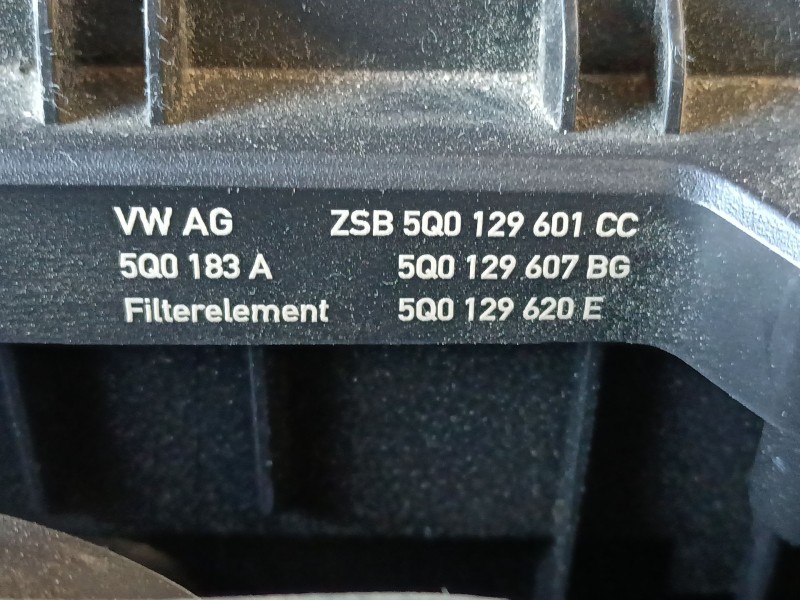 VW AG ZSB 5Q0 129 601 CC
5Q0 183 A 5Q0 129 607 BG
Filterelement 5Q0 129 620 E